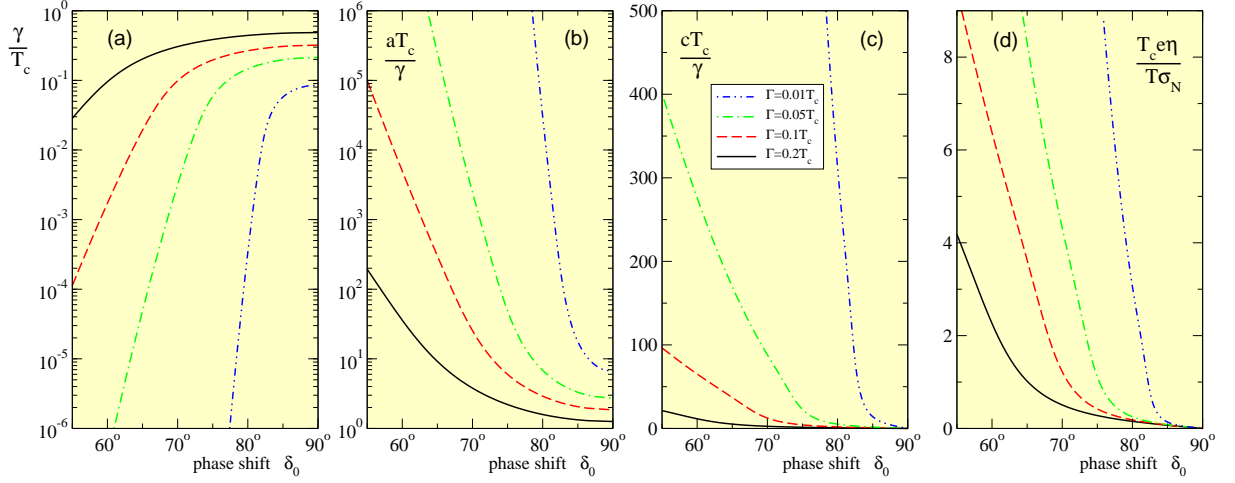 (a)
γ
T_c
10^0
10^-1
10^-2
10^-3
10^-4
10^-5
10^-6
60° 70° 80° 90°
phase shift δ_0
(b)
aT_c
γ
10^6
10^5
10^4
10^3
10^2
10^1
10^0
60° 70° 80° 90°
phase shift δ_0
(c)
cT_c
γ
500
400
300
200
100
0
Γ=0.01T_c
Γ=0.05T_c
Γ=0.1T_c
Γ=0.2T_c
60° 70° 80° 90°
phase shift δ_0
(d)
T_c eη
Tσ_N
8
6
4
2
0
60° 70° 80° 90°
phase shift δ_0